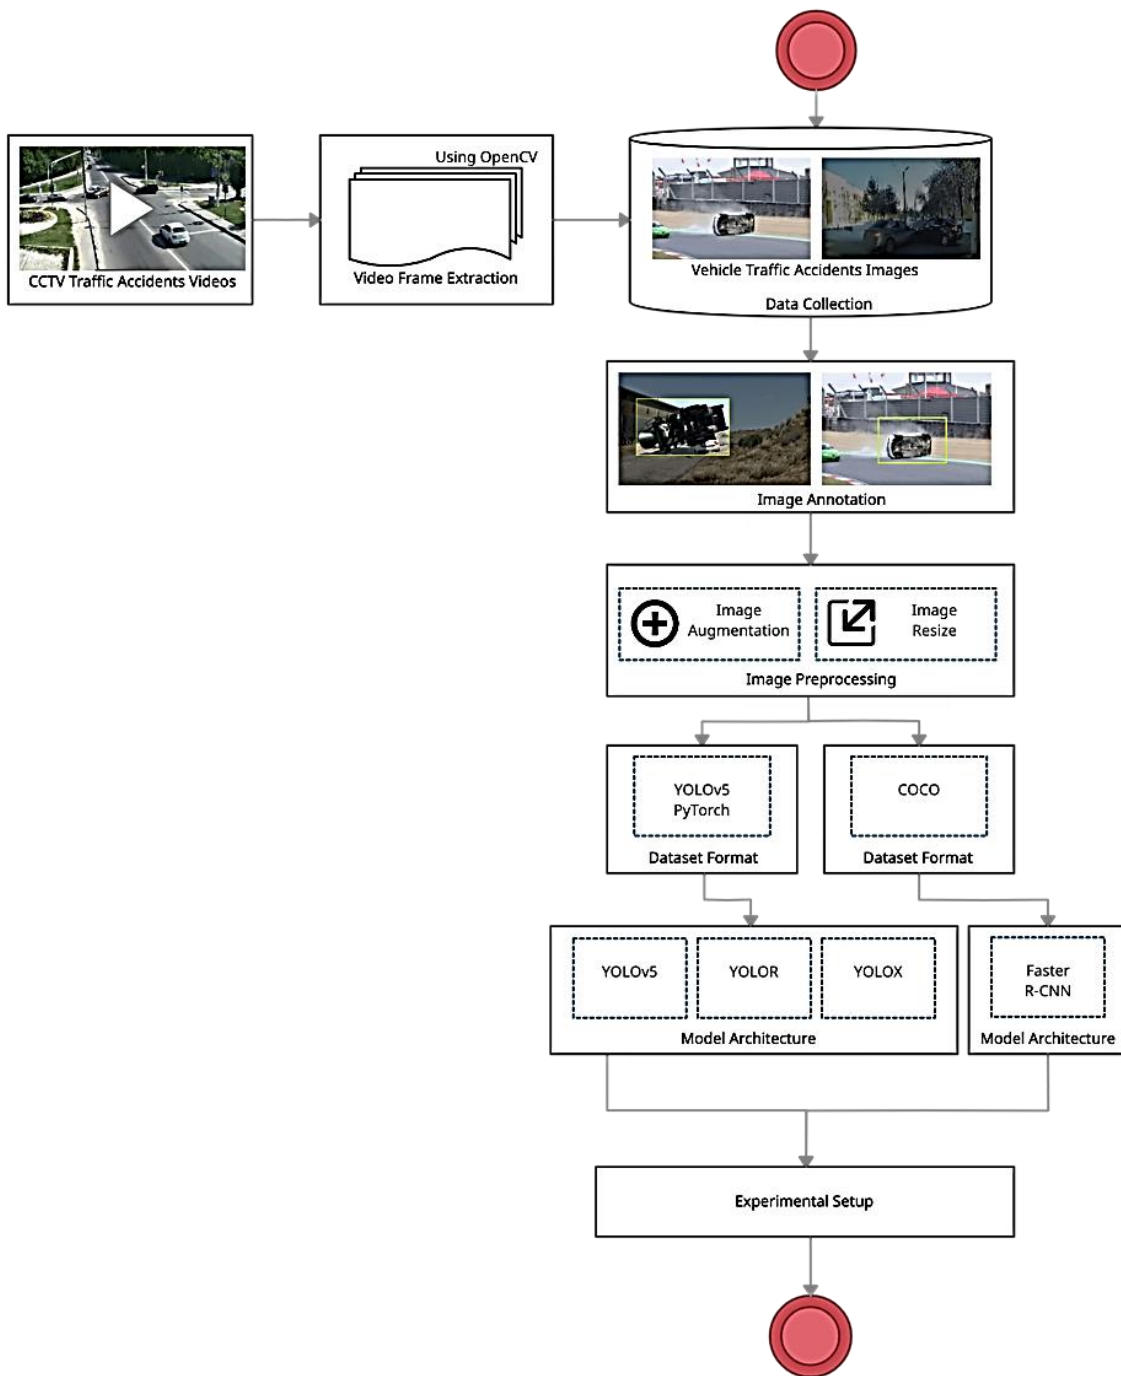 Using OpenCV
CCTV Traffic Accidents Videos
Video Frame Extraction
Vehicle Traffic Accidents Images
Data Collection
Image Annotation
Image
Augmentation
Image
Resize
Image Preprocessing
YOLOv5
PyTorch
Dataset Format
COCO
Dataset Format
YOLOv5
YOLOR
YOLOX
Model Architecture
Faster
R-CNN
Model Architecture
Experimental Setup